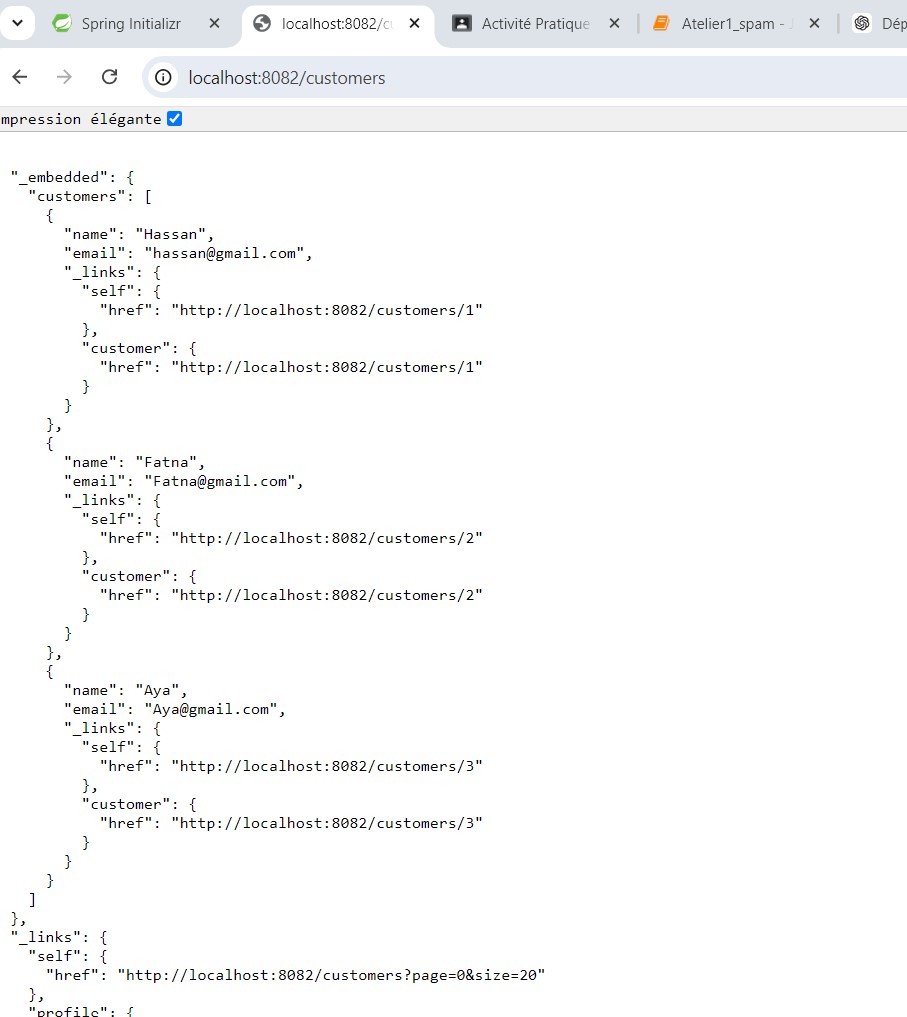 Spring Initializr
localhost:8082/cu
Activité Pratique
Atelier1_spam - J
Dép
localhost:8082/customers
mpression élégante
"_embedded": {
"customers": [
{
"name": "Hassan",
"email": "hassan@gmail.com",
"_links": {
"self": {
"href": "http://localhost:8082/customers/1"
},
"customer": {
"href": "http://localhost:8082/customers/1"
}
}
},
{
"name": "Fatna",
"email": "Fatna@gmail.com",
"_links": {
"self": {
"href": "http://localhost:8082/customers/2"
},
"customer": {
"href": "http://localhost:8082/customers/2"
}
}
},
{
"name": "Aya",
"email": "Aya@gmail.com",
"_links": {
"self": {
"href": "http://localhost:8082/customers/3"
},
"customer": {
"href": "http://localhost:8082/customers/3"
}
}
}
]
},
"_links": {
"self": {
"href": "http://localhost:8082/customers?page=0&size=20"
},
"profile": {